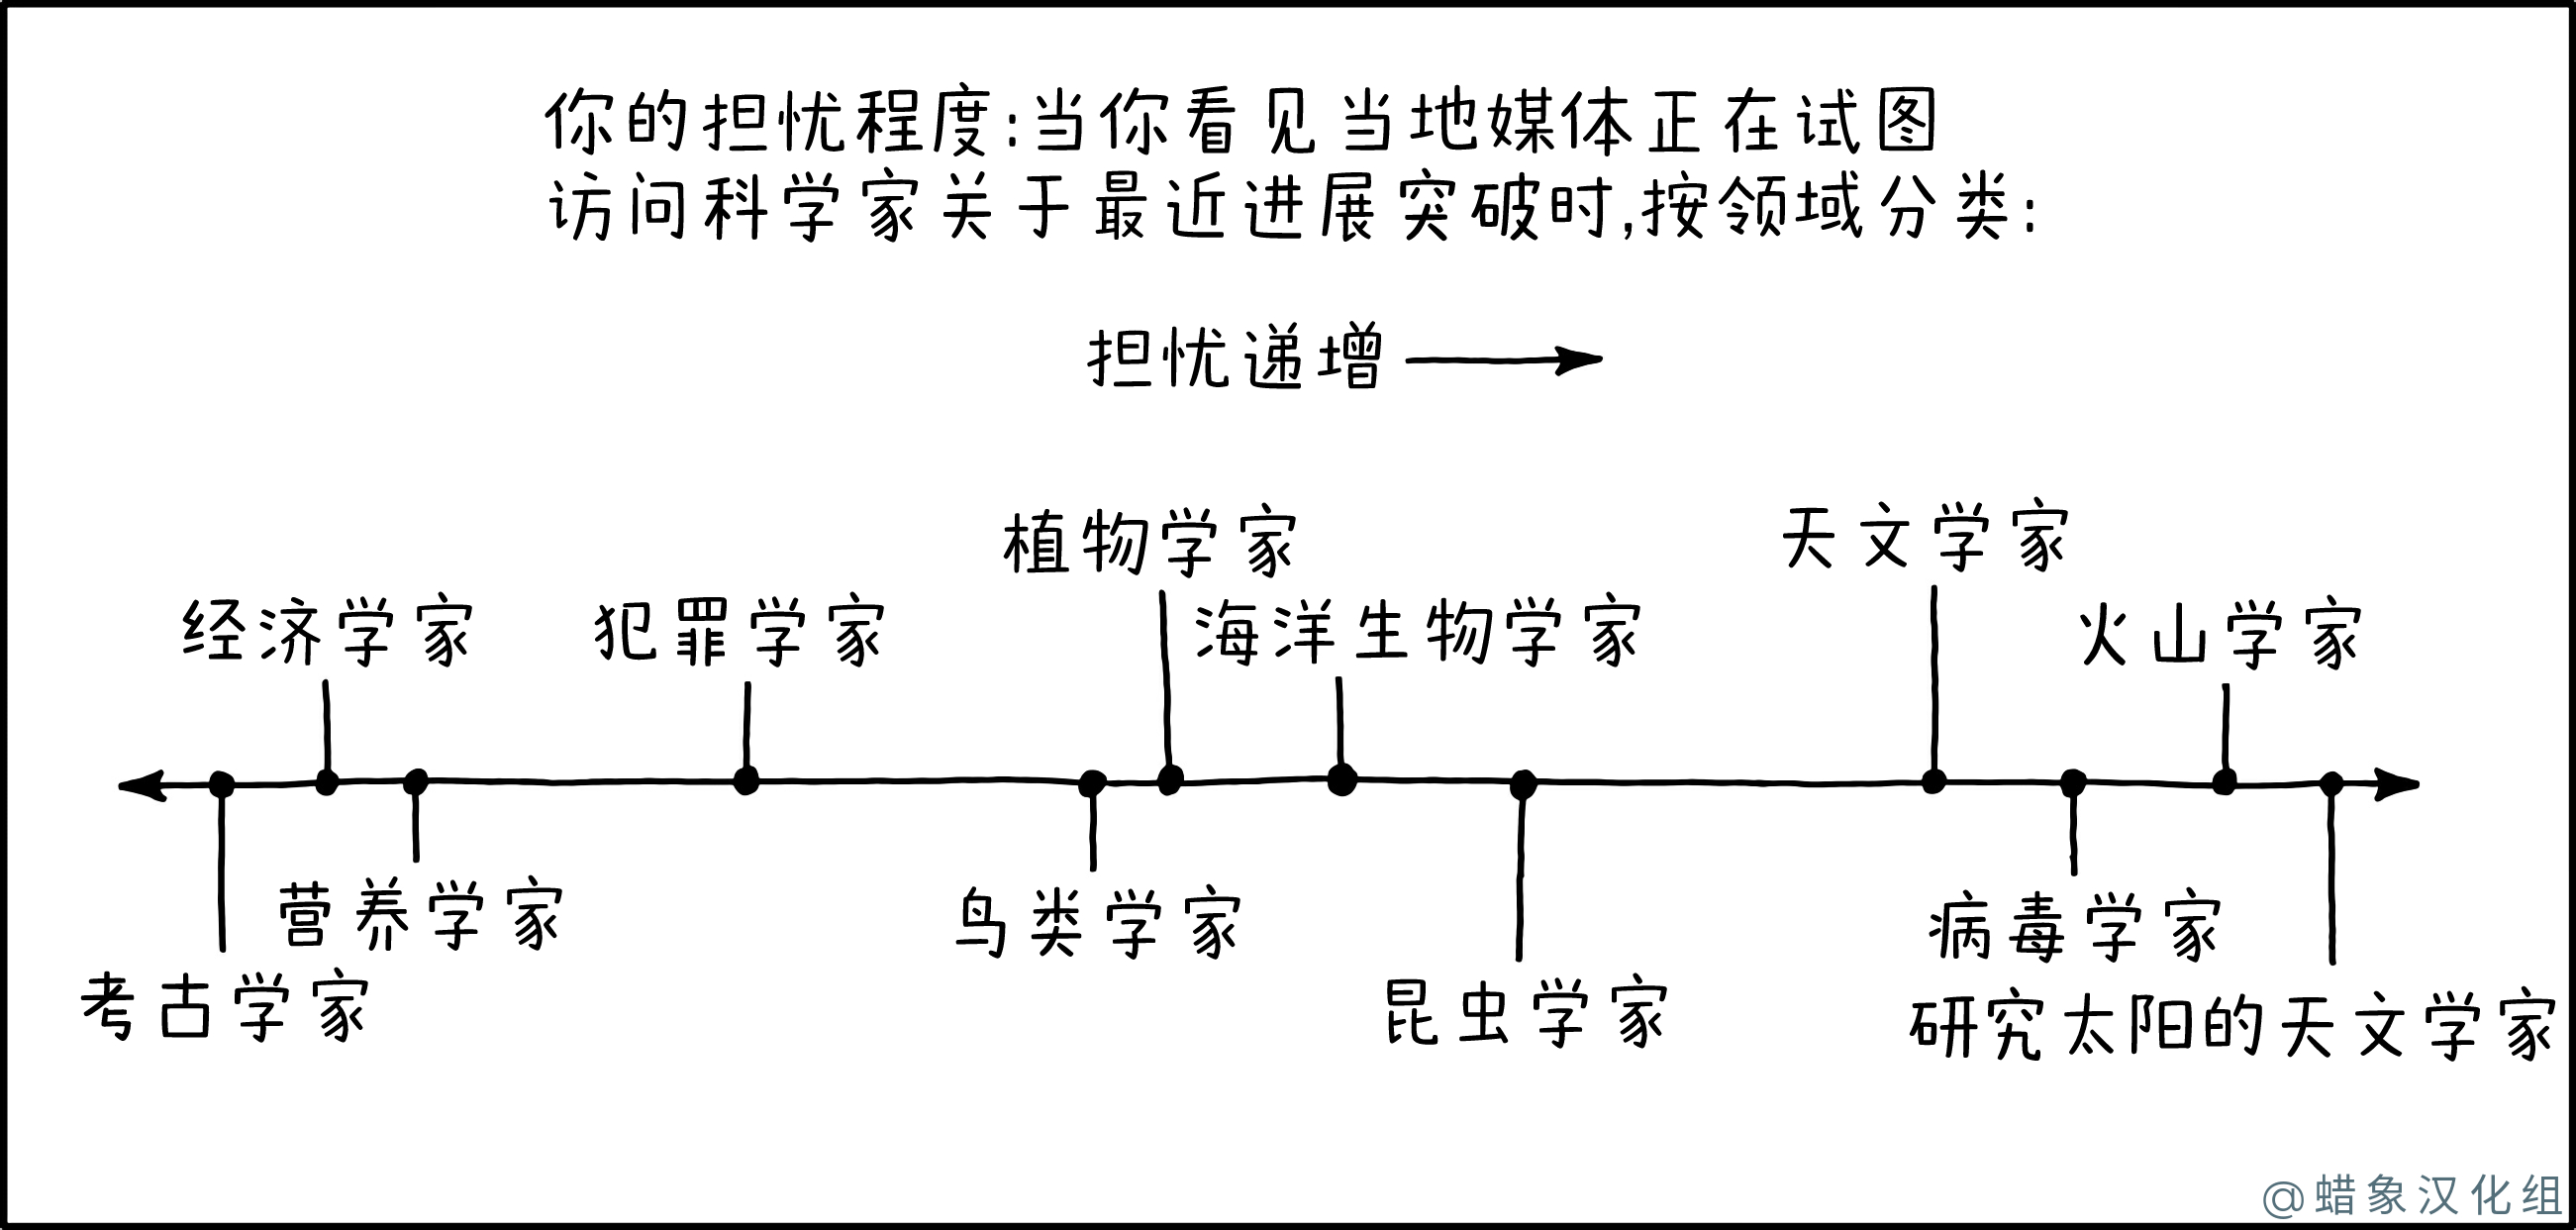 你的担忧程度:当你看见当地媒体正在试图
访问科学家关于最近进展突破时,按领域分类:
担忧递增
植物学家
天文学家
经济学家
犯罪学家
海洋生物学家
火山学家
营养学家
鸟类学家
病毒学家
考古学家
昆虫学家
研究太阳的天文学家
@蜡象汉化组